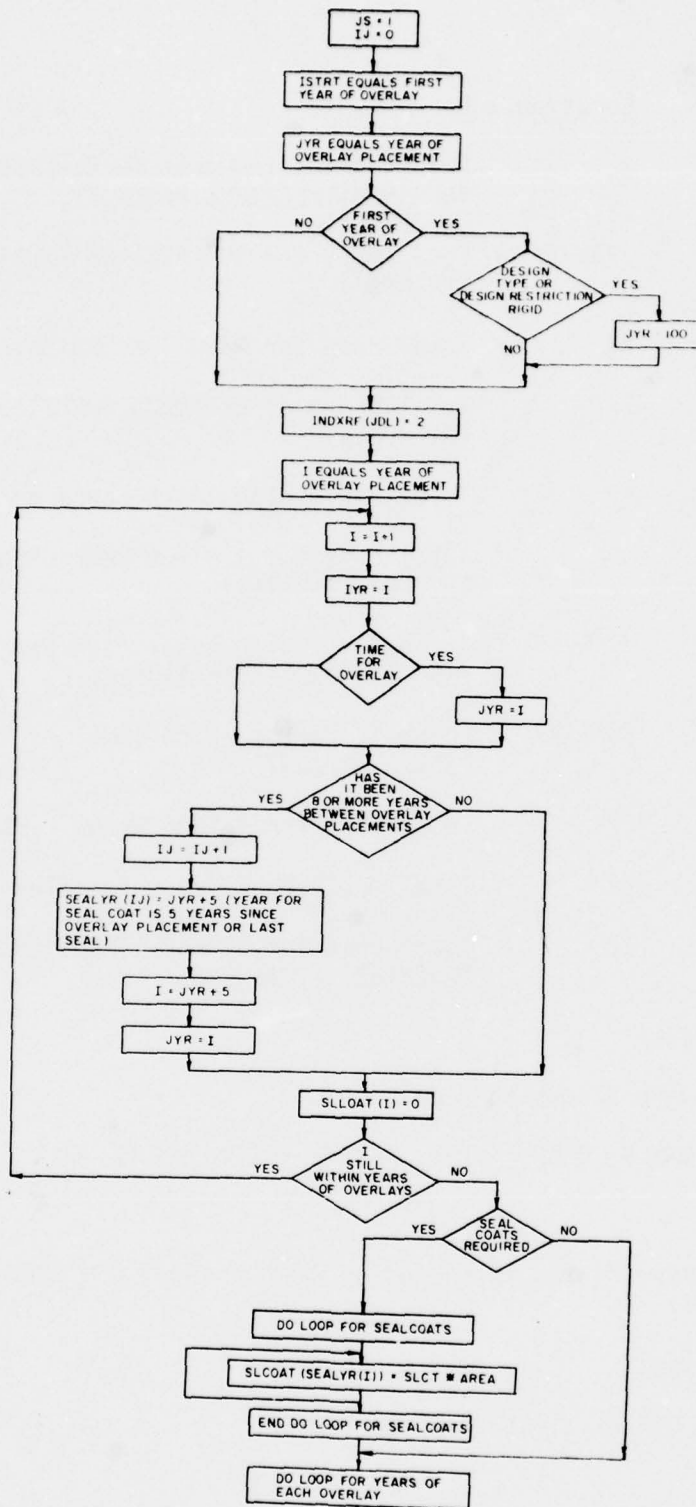 JS = 1
IJ = 0
ISTRT EQUALS FIRST
YEAR OF OVERLAY
JYR EQUALS YEAR OF
OVERLAY PLACEMENT
NO
FIRST
YEAR OF
OVERLAY
YES
DESIGN
TYPE OR
DESIGN RESTRICTION
RIGID
YES
JYR 100
NO
INDXRF (JDL) = 2
I EQUALS YEAR OF
OVERLAY PLACEMENT
I = I+1
IYR = I
TIME
FOR
OVERLAY
YES
JYR = I
HAS
IT BEEN
8 OR MORE YEARS
BETWEEN OVERLAY
PLACEMENTS
YES
NO
IJ = IJ+1
SEALYR (IJ) = JYR+5 (YEAR FOR
SEAL COAT IS 5 YEARS SINCE
OVERLAY PLACEMENT OR LAST
SEAL)
I = JYR + 5
JYR = I
SLLOAT (I) = 0
I
STILL
WITHIN YEARS
OF OVERLAYS
YES
NO
SEAL
COATS
REQUIRED
YES
NO
DO LOOP FOR SEALCOATS
SLCOAT (SEALYR(I)) = SLCT * AREA
END DO LOOP FOR SEALCOATS
DO LOOP FOR YEARS OF
EACH OVERLAY